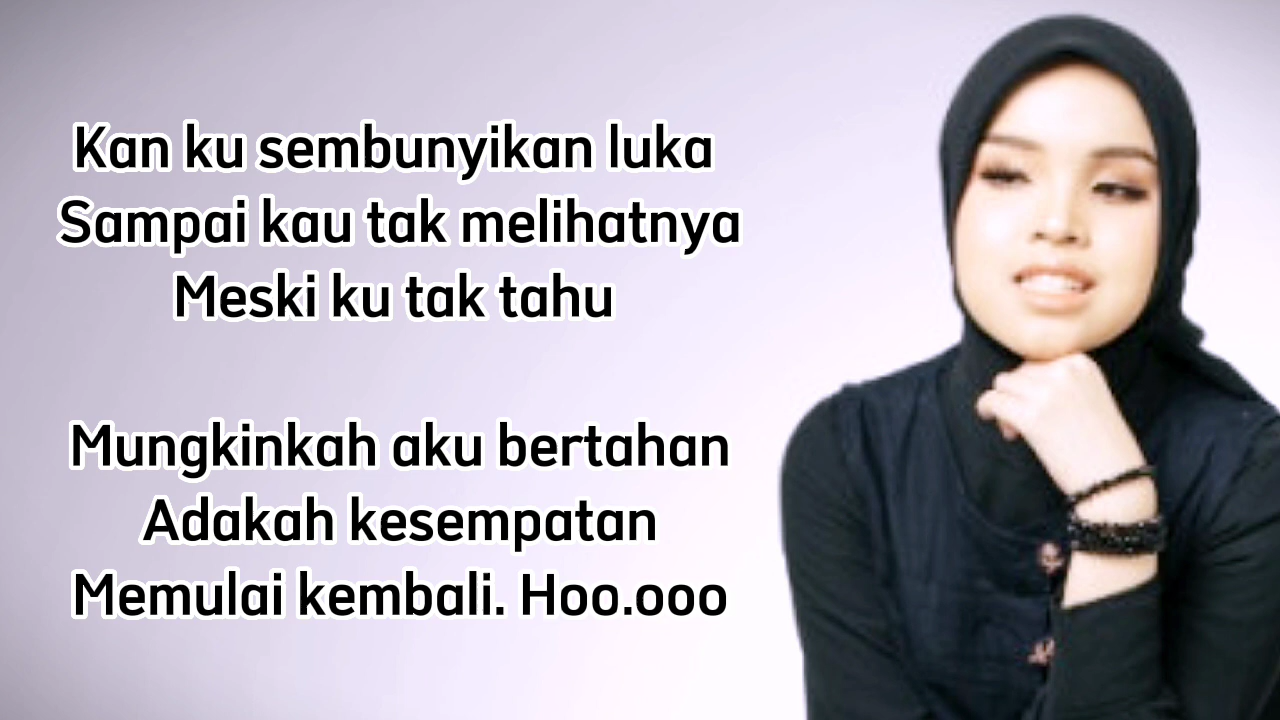 Kan ku sembunyikan luka
Sampai kau tak melihatnya
Meski ku tak tahu
Mungkinkah aku bertahan
Adakah kesempatan
Memulai kembali. Hoo.ooo